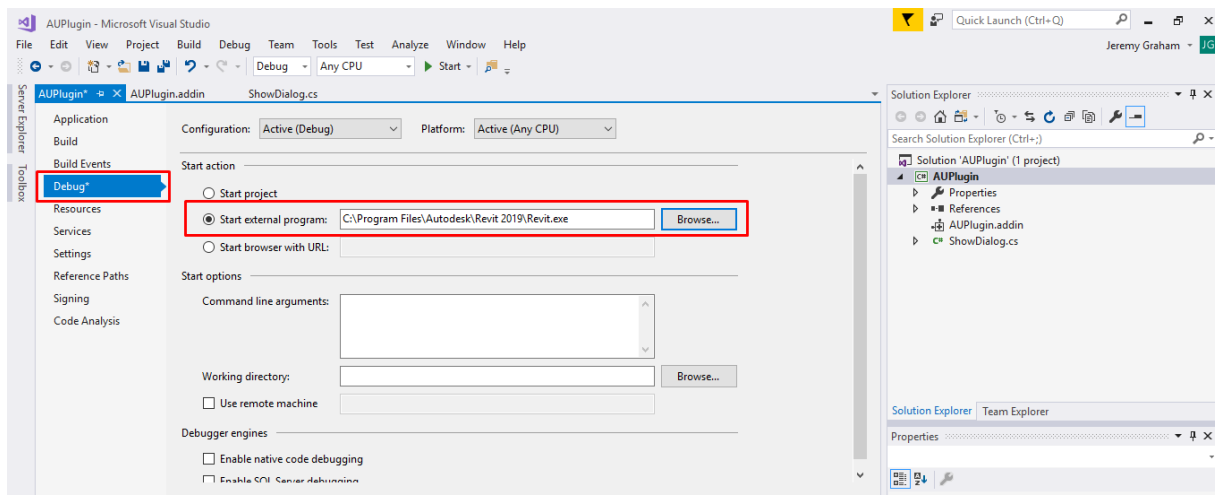 AUPlugin - Microsoft Visual Studio
Quick Launch (Ctrl+Q)
File Edit View Project Build Debug Team Tools Test Analyze Window Help
Jeremy Graham JG
Debug Any CPU Start
Server Explorer
Toolbox
AUPlugin* AUPlugin.addin ShowDialog.cs
Application
Build
Build Events
Debug*
Resources
Services
Settings
Reference Paths
Signing
Code Analysis
Configuration: Active (Debug) Platform: Active (Any CPU)
Start action
Start project
Start external program: C:\Program Files\Autodesk\Revit 2019\Revit.exe Browse...
Start browser with URL:
Start options
Command line arguments:
Working directory: Browse...
Use remote machine
Debugger engines
Enable native code debugging
Enable SQL Server debugging
Solution Explorer
Search Solution Explorer (Ctrl+;)
Solution 'AUPlugin' (1 project)
C# AUPlugin
Properties
References
AUPlugin.addin
C# ShowDialog.cs
Solution Explorer Team Explorer
Properties